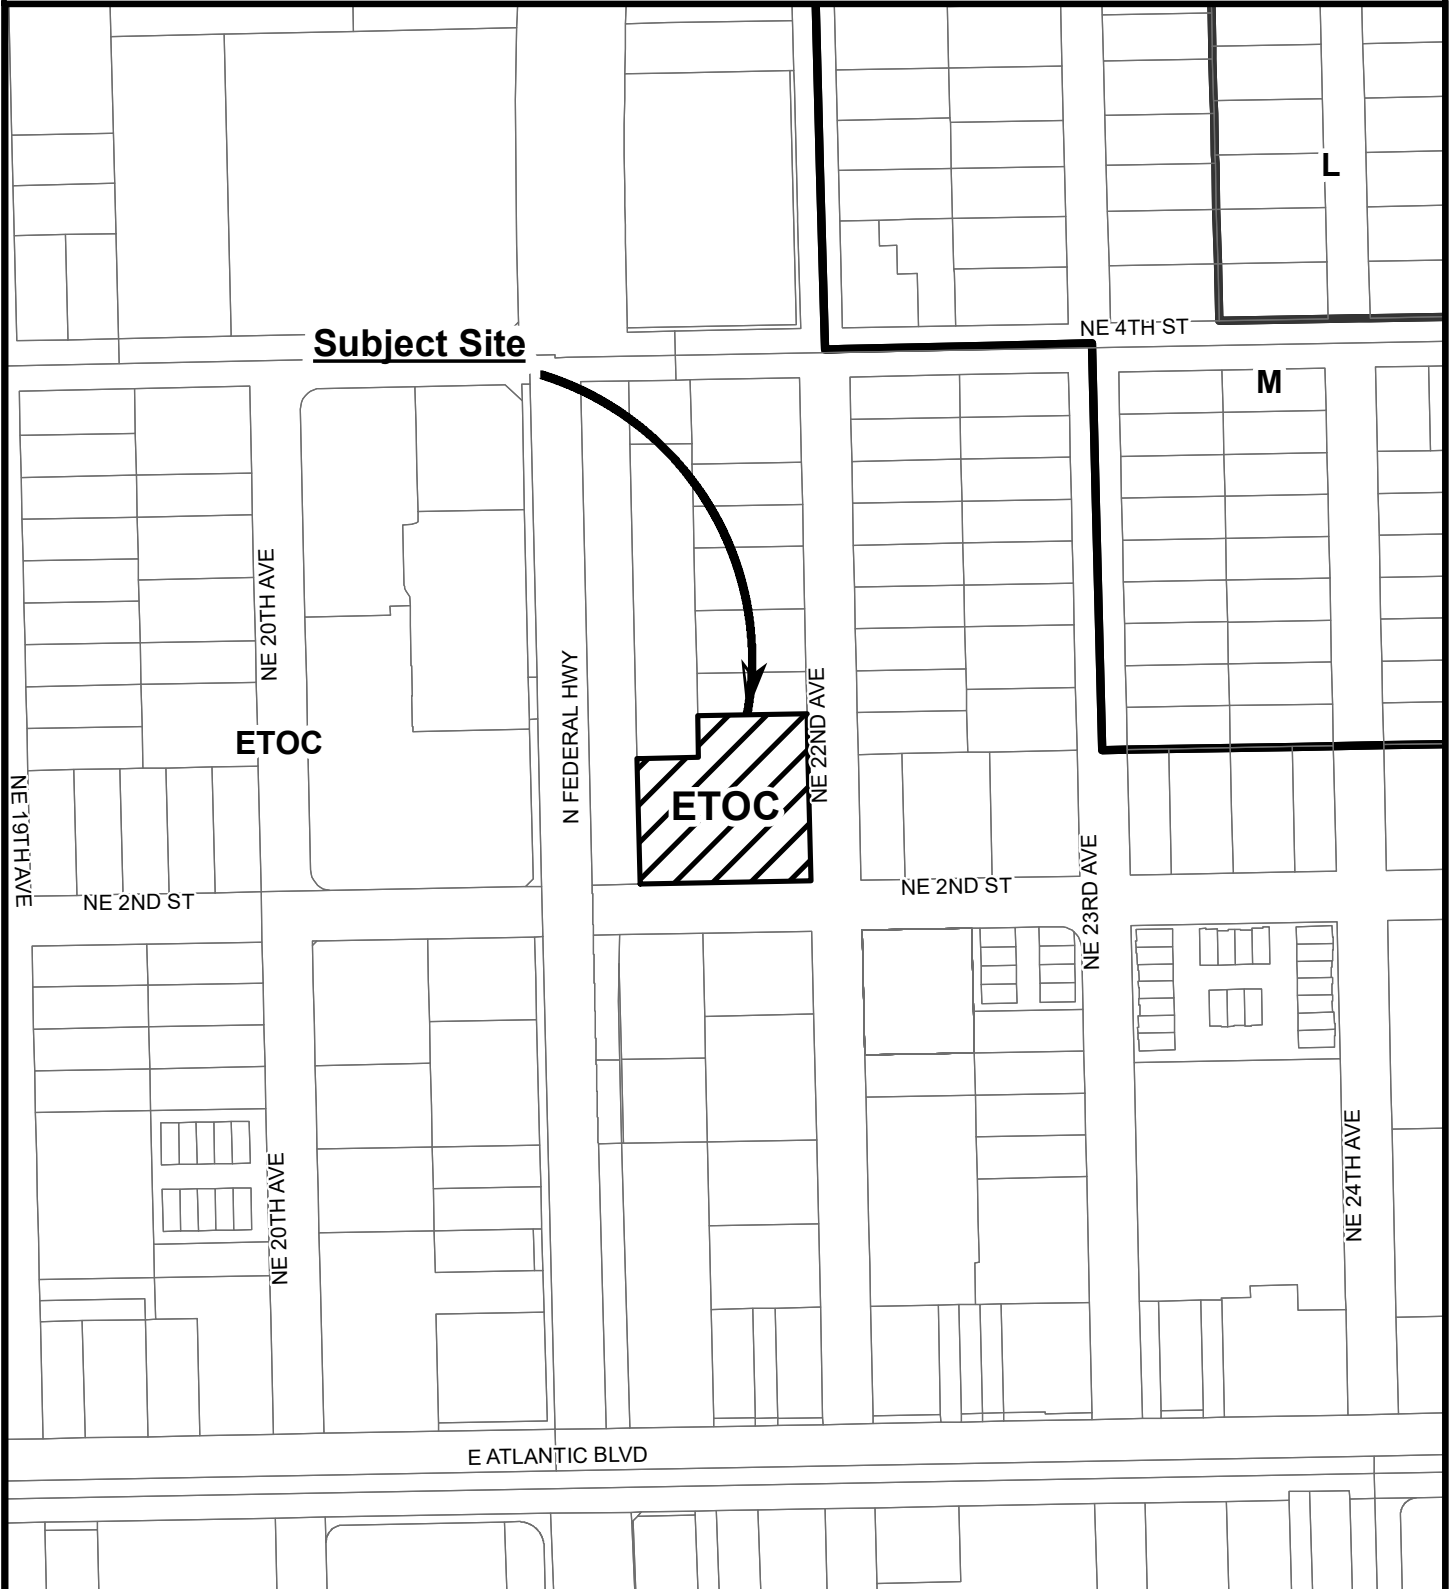 L
NE 4TH ST
Subject Site
M
NE 20TH AVE
N FEDERAL HWY
NE 22ND AVE
ETOC
NE 19TH AVE
ETOC
NE 23RD AVE
NE 2ND ST
NE 2ND ST
NE 24TH AVE
NE 20TH AVE
E ATLANTIC BLVD